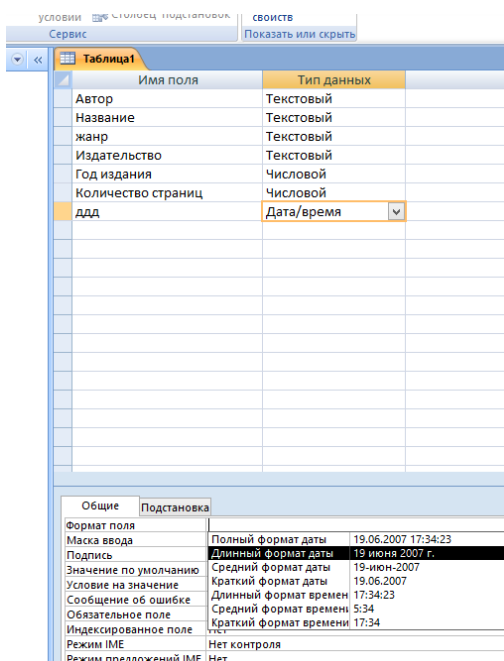 условии Столбец подстановок свойств
Сервис Показать или скрыть
« Таблица1
Имя поля Тип данных
Автор Текстовый
Название Текстовый
жанр Текстовый
Издательство Текстовый
Год издания Числовой
Количество страниц Числовой
ддд Дата/время
Общие Подстановка
Формат поля
Маска ввода Полный формат даты 19.06.2007 17:34:23
Подпись Длинный формат даты 19 июня 2007 г.
Значение по умолчанию Средний формат даты 19-июн-2007
Условие на значение Краткий формат даты 19.06.2007
Сообщение об ошибке Длинный формат времен 17:34:23
Обязательное поле Средний формат времени 5:34
Индексированное поле Краткий формат времени 17:34
Режим IME Нет контроля
Режим предложений IME Нет